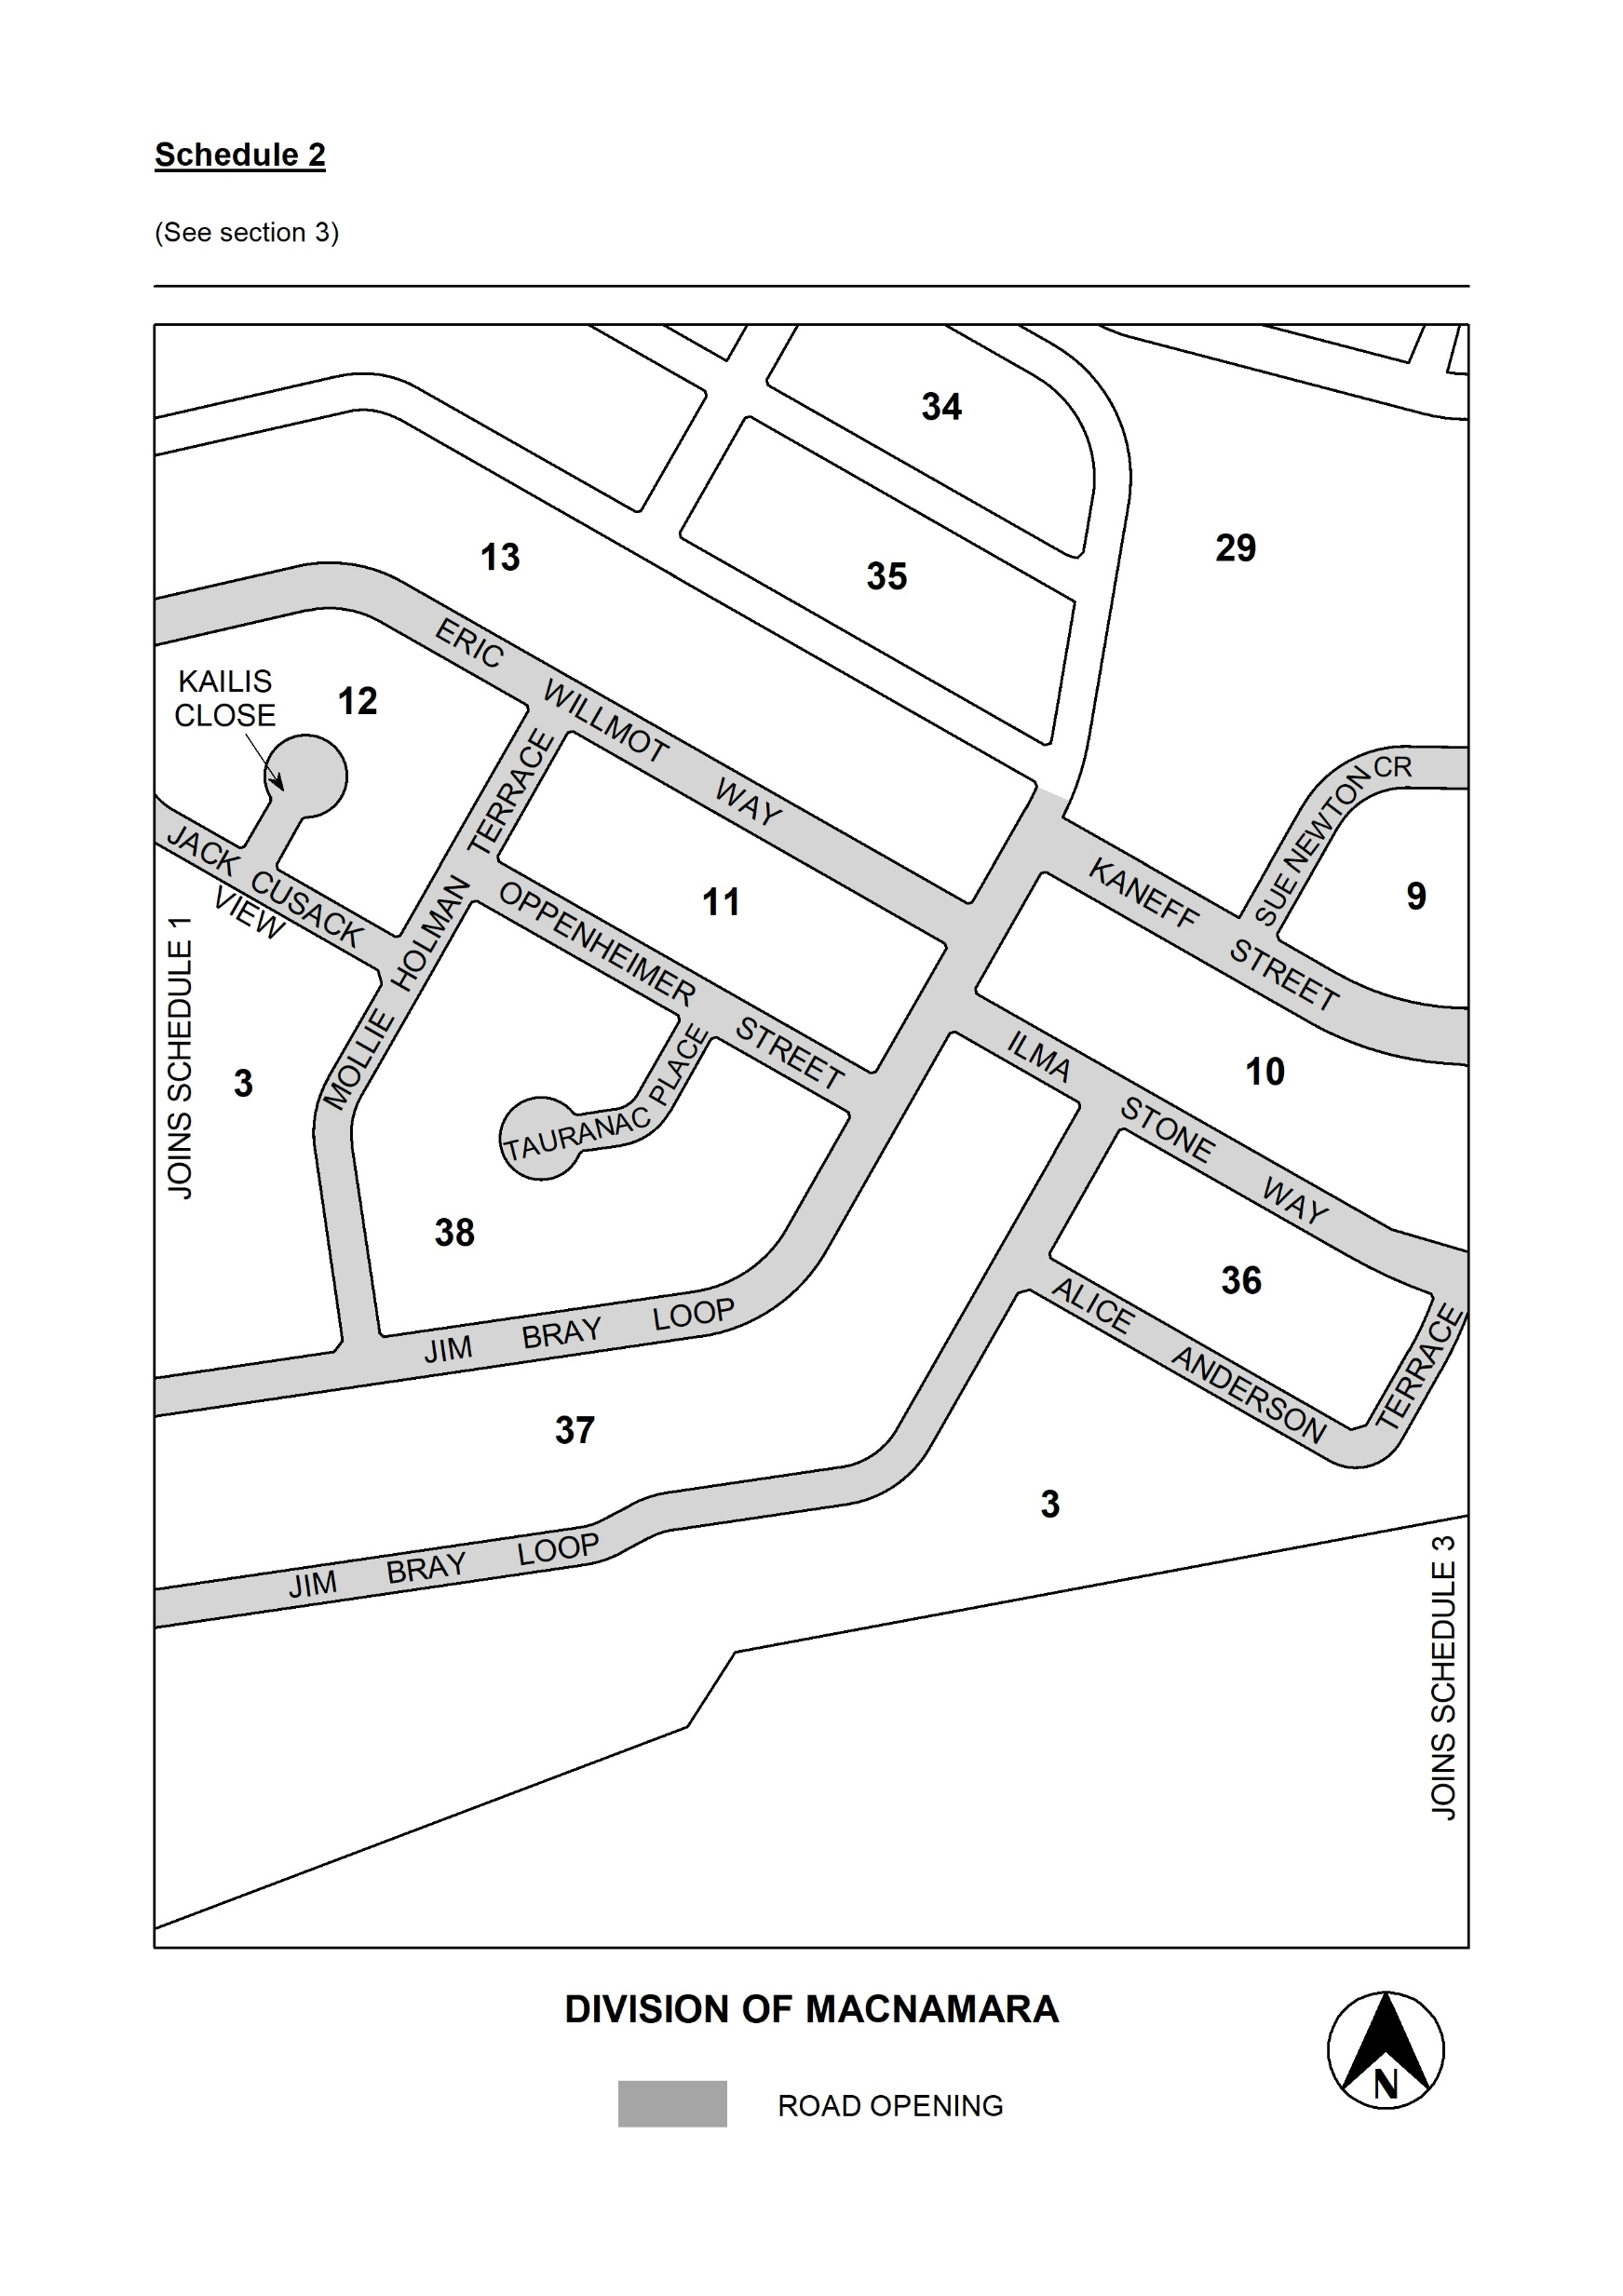 Schedule 2
(See section 3)
34
29
13
35
ERIC WILLMOT WAY
KAILIS
CLOSE
12
SUE NEWTON CR
JACK CUSACK
VIEW
MOLLIE HOLMAN TERRACE
11
OPPENHEIMER STREET
KANEFF STREET
9
JOINS SCHEDULE 1
3
TAURANAC PLACE
ILMA STONE WAY
10
38
36
JIM BRAY LOOP
ALICE ANDERSON TERRACE
37
3
JIM BRAY LOOP
JOINS SCHEDULE 3
DIVISION OF MACNAMARA
N
ROAD OPENING